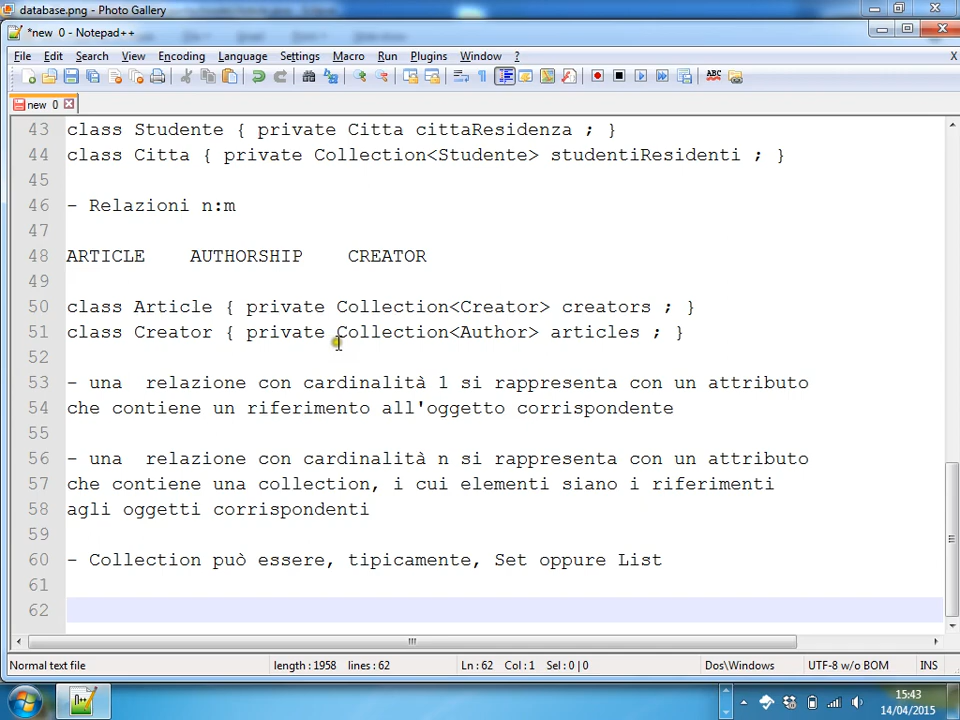 database.png - Photo Gallery
*new  0 - Notepad++
File Edit Search View Encoding Language Settings Macro Run Plugins Window ? X
ABC
new  0
43 class Studente { private Citta cittaResidenza ; }
44 class Citta { private Collection<Studente> studentiResidenti ; }
45
46 - Relazioni n:m
47
48 ARTICLE    AUTHORSHIP    CREATOR
49
50 class Article { private Collection<Creator> creators ; }
51 class Creator { private Collection<Author> articles ; }
52
53 - una  relazione con cardinalità 1 si rappresenta con un attributo
54 che contiene un riferimento all'oggetto corrispondente
55
56 - una  relazione con cardinalità n si rappresenta con un attributo
57 che contiene una collection, i cui elementi siano i riferimenti
58 agli oggetti corrispondenti
59
60 - Collection può essere, tipicamente, Set oppure List
61
62
Normal text file length : 1958 lines : 62 Ln : 62 Col : 1 Sel : 0 | 0 Dos\Windows UTF-8 w/o BOM INS
15:43
14/04/2015